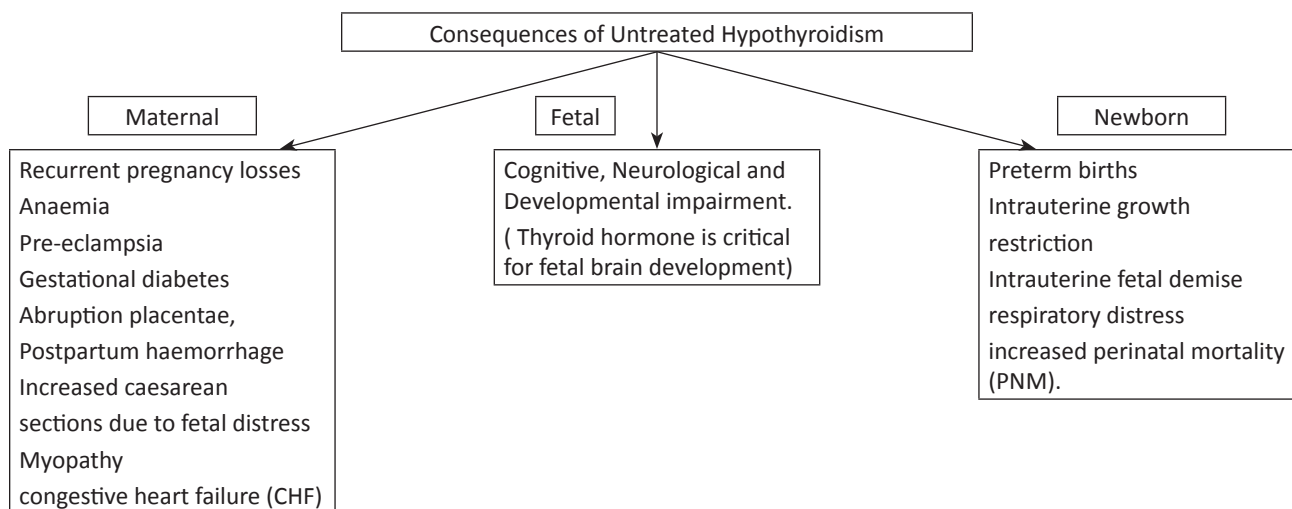 Consequences of Untreated Hypothyroidism
Maternal
Recurrent pregnancy losses
Anaemia
Pre-eclampsia
Gestational diabetes
Abruption placentae,
Postpartum haemorrhage
Increased caesarean
sections due to fetal distress
Myopathy
congestive heart failure (CHF)
Fetal
Cognitive, Neurological and
Developmental impairment.
( Thyroid hormone is critical
for fetal brain development)
Newborn
Preterm births
Intrauterine growth
restriction
Intrauterine fetal demise
respiratory distress
increased perinatal mortality
(PNM).